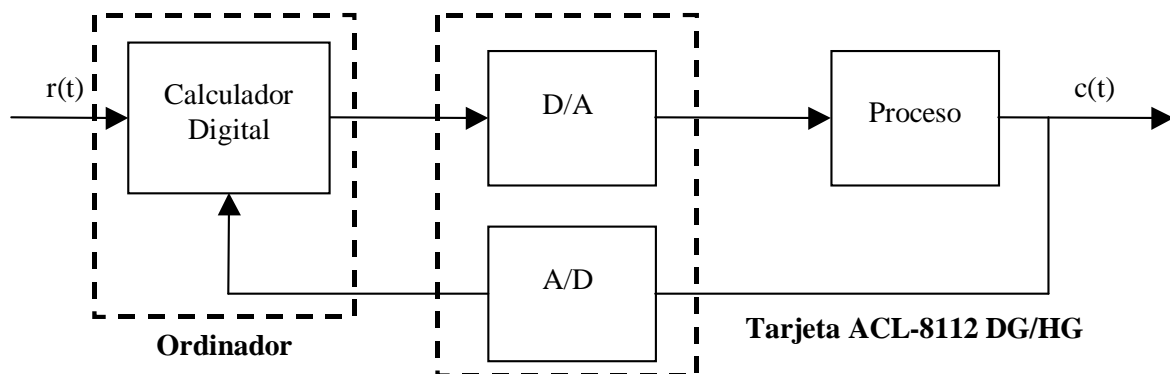 r(t)
Calculador
Digital
D/A
Proceso
c(t)
A/D
Ordinador
Tarjeta ACL-8112 DG/HG